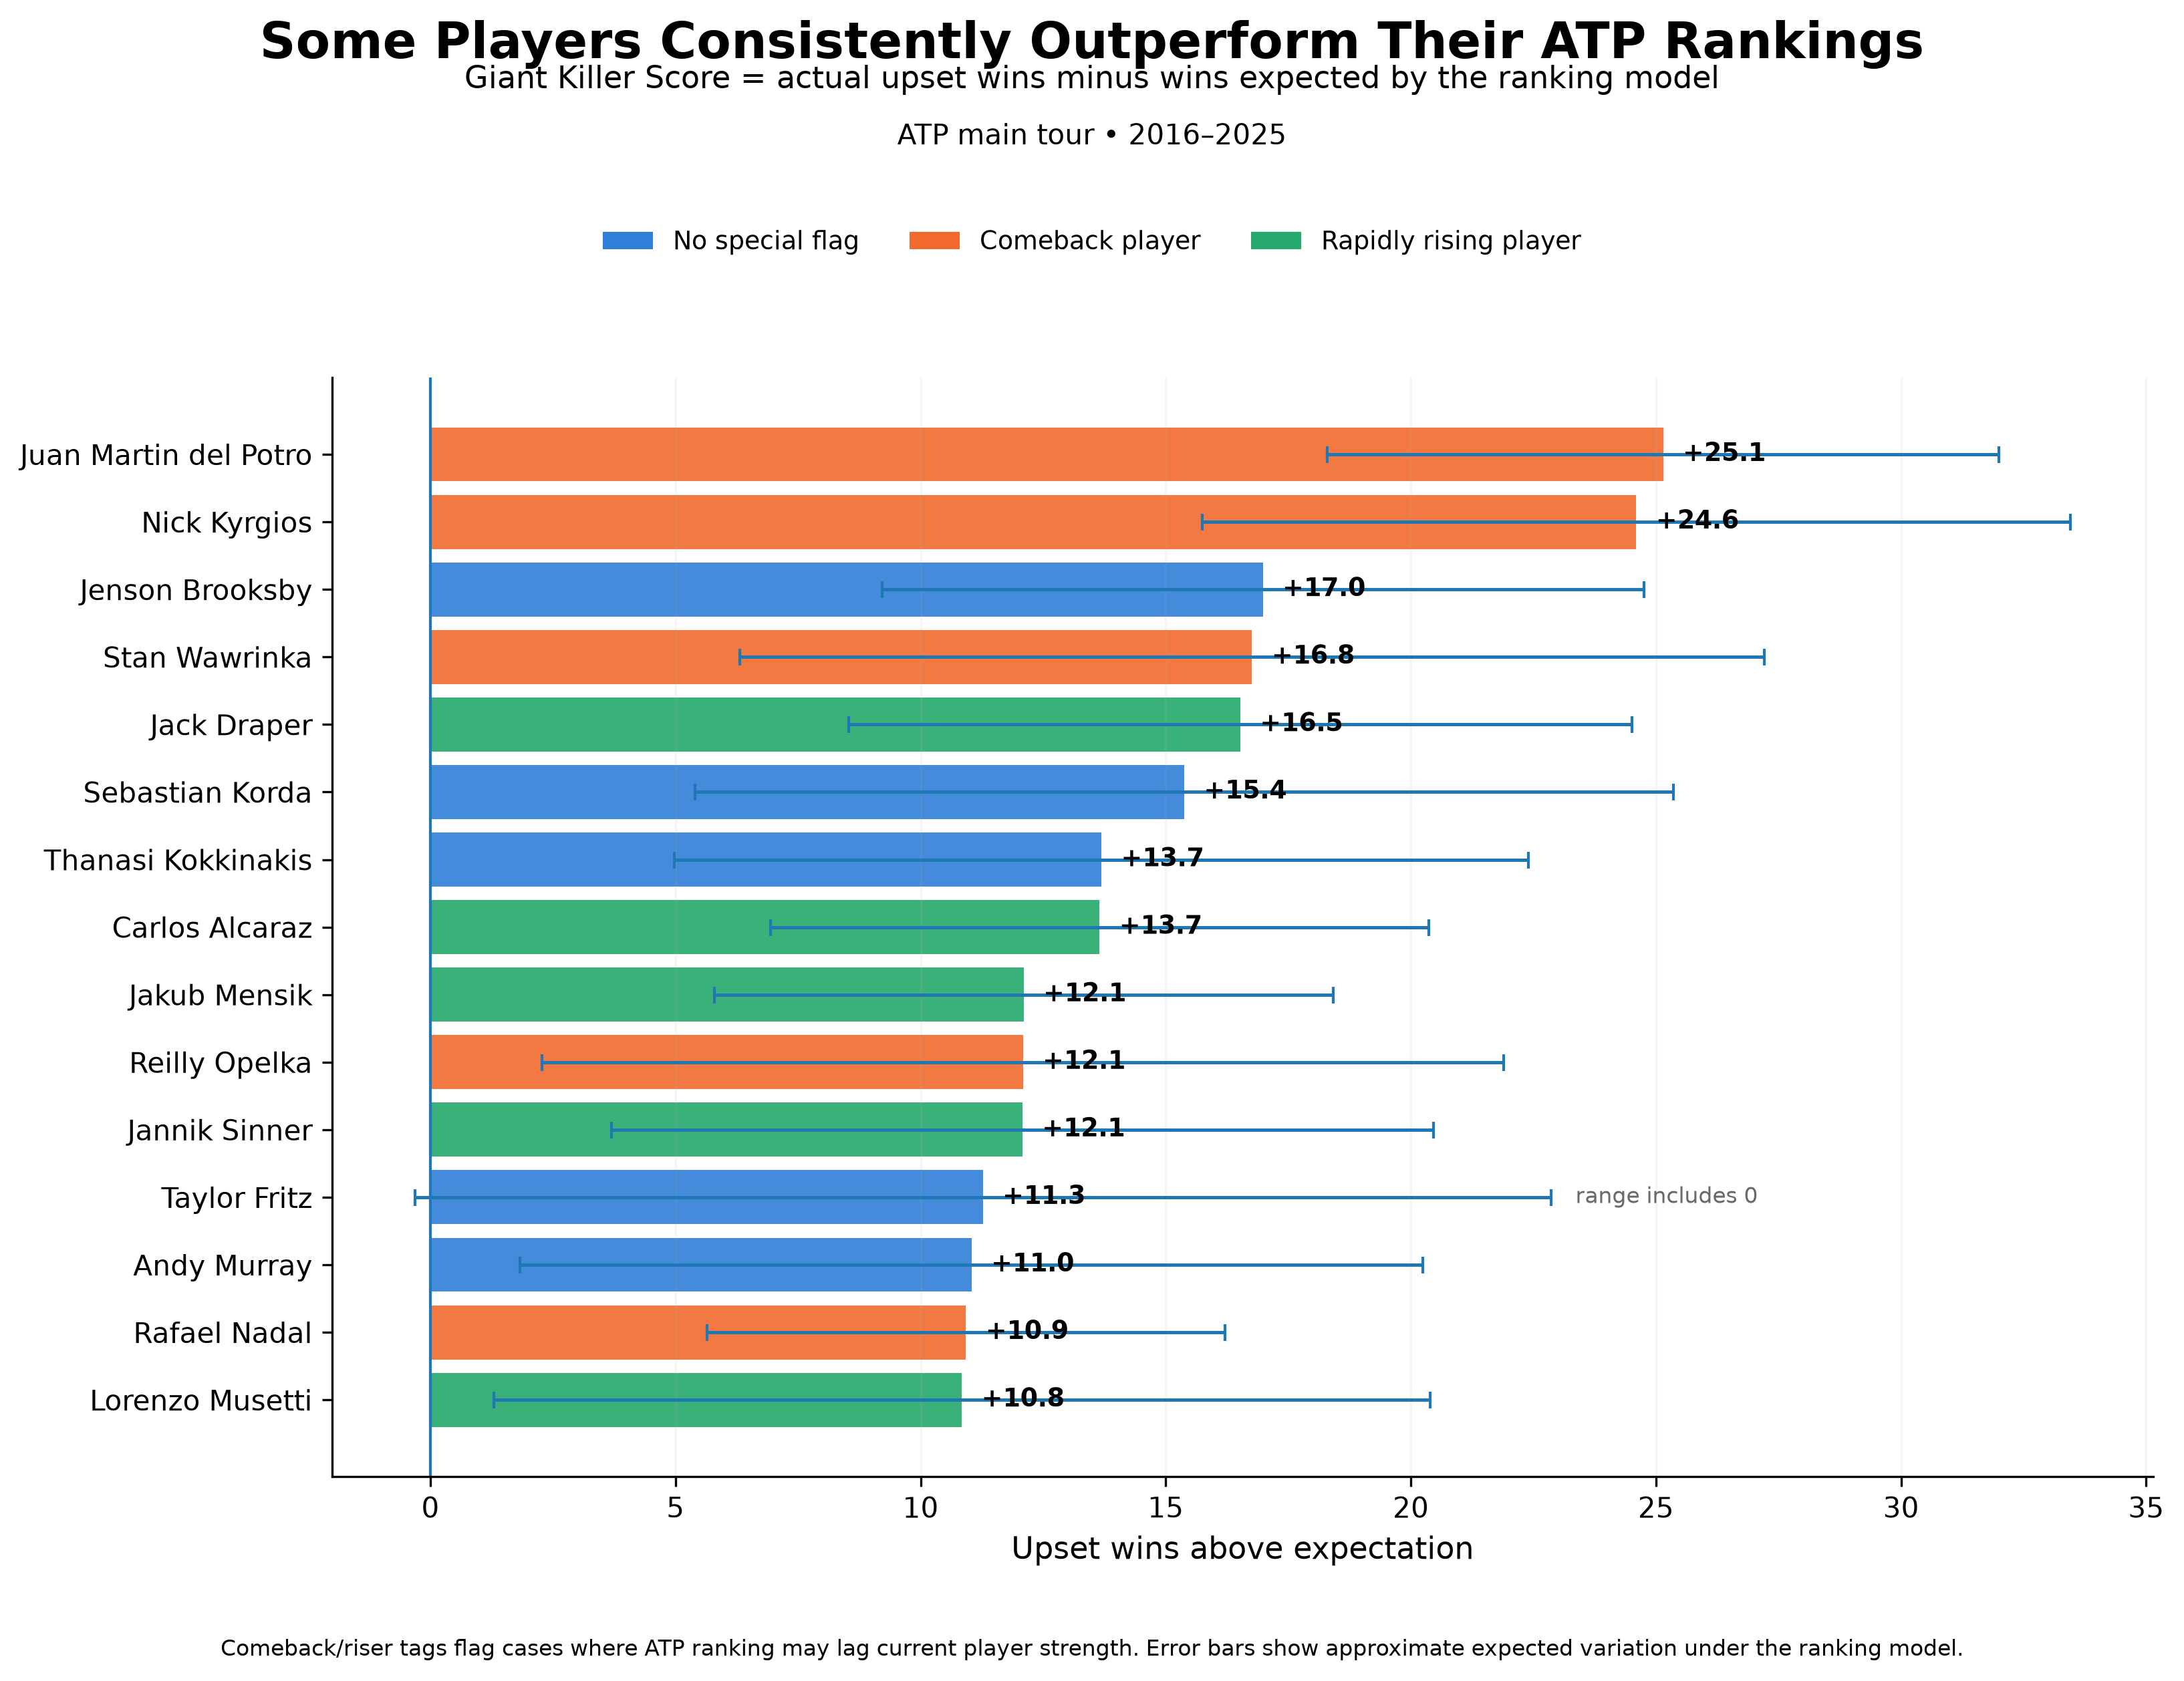 Some Players Consistently Outperform Their ATP Rankings
Giant Killer Score = actual upset wins minus wins expected by the ranking model
ATP main tour • 2016–2025
No special flag
Comeback player
Rapidly rising player
Juan Martin del Potro +25.1
Nick Kyrgios +24.6
Jenson Brooksby +17.0
Stan Wawrinka +16.8
Jack Draper +16.5
Sebastian Korda +15.4
Thanasi Kokkinakis +13.7
Carlos Alcaraz +13.7
Jakub Mensik +12.1
Reilly Opelka +12.1
Jannik Sinner +12.1
Taylor Fritz +11.3 range includes 0
Andy Murray +11.0
Rafael Nadal +10.9
Lorenzo Musetti +10.8
0 5 10 15 20 25 30 35
Upset wins above expectation
Comeback/riser tags flag cases where ATP ranking may lag current player strength. Error bars show approximate expected variation under the ranking model.